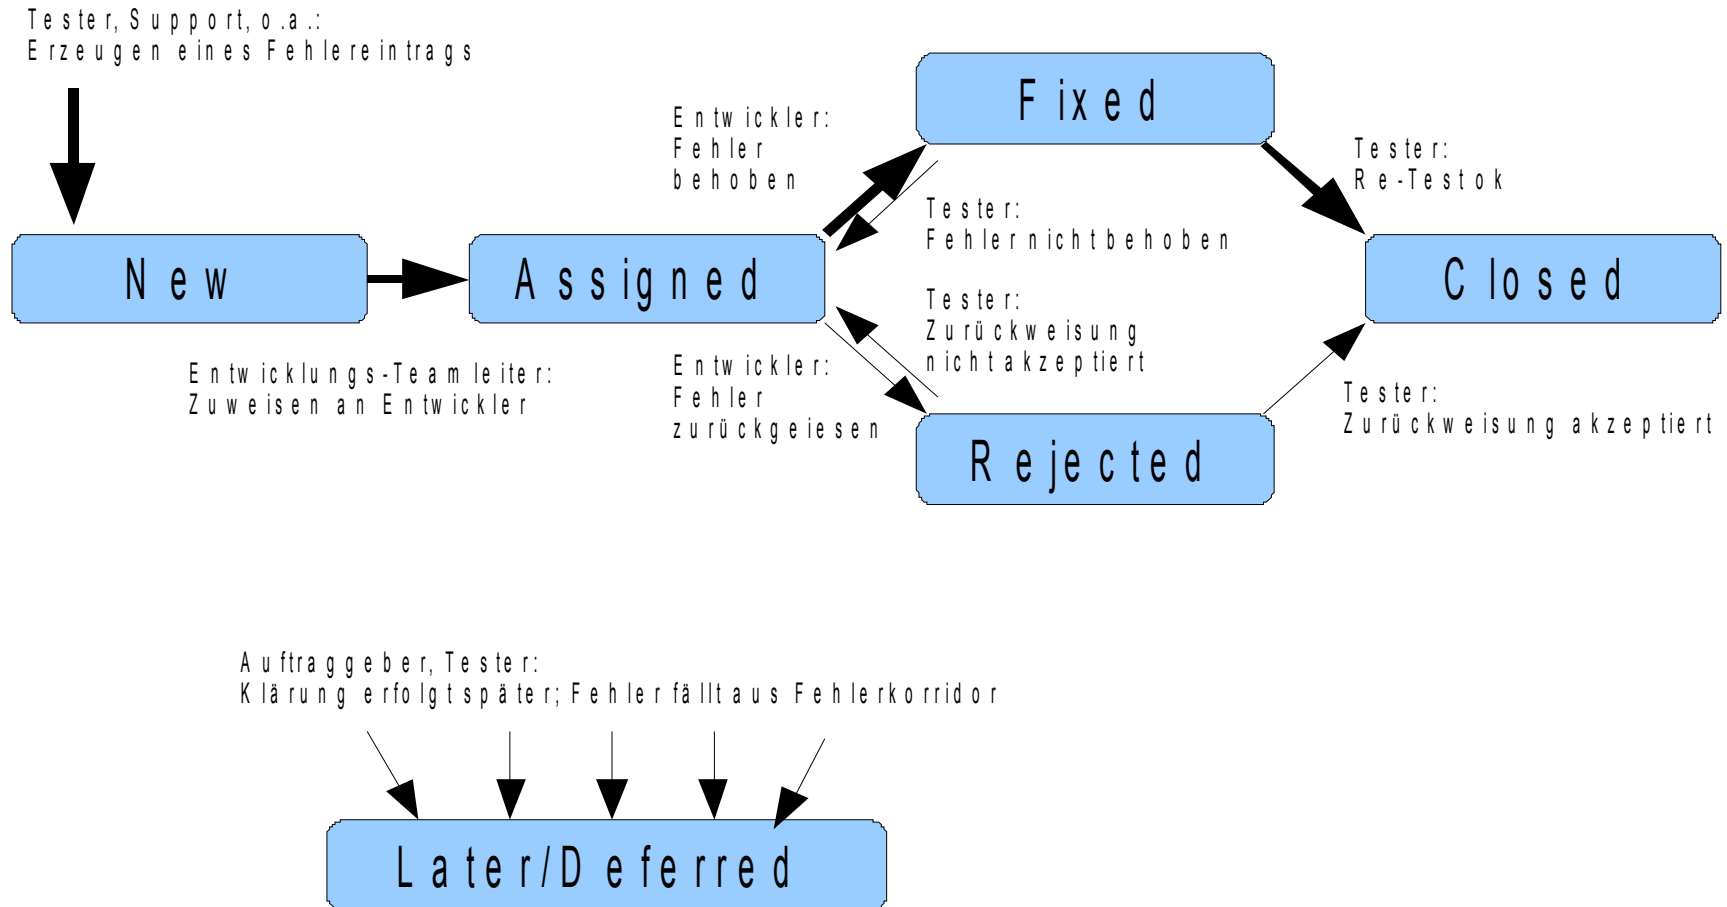 Tester, Support, o.a.:
Erzeugen eines Fehlereintrags
Fixed
Entwickler:
Fehler
behoben
Tester:
Re-Test ok
Tester:
Fehler nicht behoben
New
Assigned
Closed
Tester:
Zurückweisung
nicht akzeptiert
Entwicklungs-Teamleiter:
Zuweisen an Entwickler
Entwickler:
Fehler
zurückgeiesen
Tester:
Zurückweisung akzeptiert
Rejected
Auftraggeber, Tester:
Klärung erfolgt später; Fehler fällt aus Fehlerkorridor
Later/Deferred